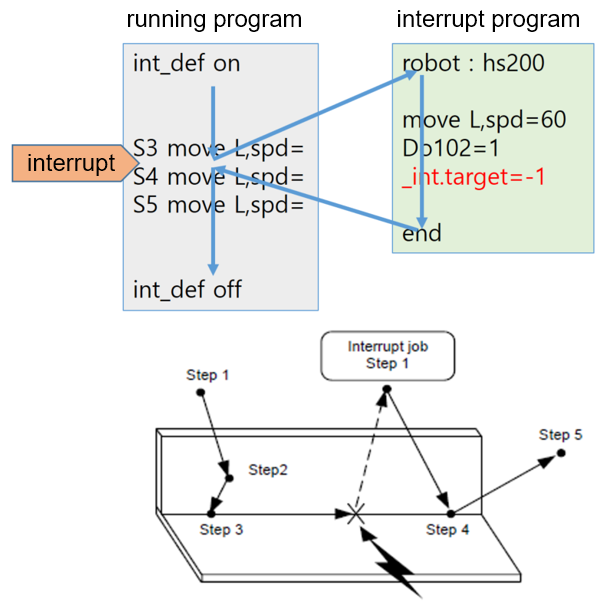 running program
interrupt program
int_def on
S3 move L,spd=
S4 move L,spd=
S5 move L,spd=
int_def off
interrupt
robot : hs200
move L,spd=60
Do102=1
_int.target=-1
end
Interrupt job
Step 1
Step 1
Step2
Step 3
Step 4
Step 5